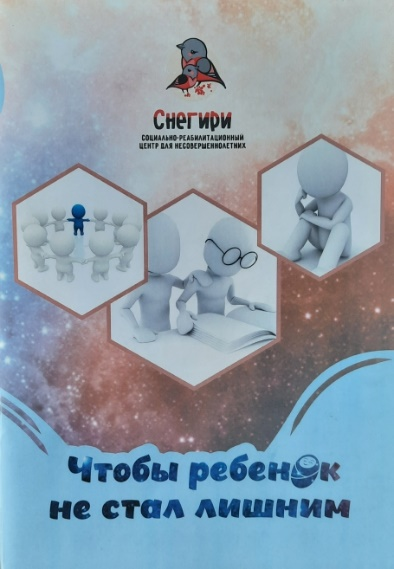 Снегири
СОЦИАЛЬНО-РЕАБИЛИТАЦИОННЫЙ
ЦЕНТР ДЛЯ НЕСОВЕРШЕННОЛЕТНИХ
Чтобы ребенок
не стал лишним